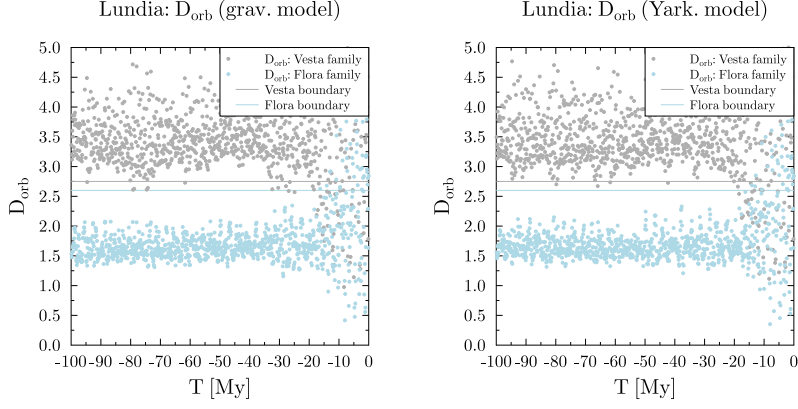 Lundia: D_orb (grav. model)
5.0
4.5
4.0
3.5
3.0
2.5
2.0
1.5
1.0
0.5
0.0
D_orb
D_orb: Vesta family
D_orb: Flora family
Vesta boundary
Flora boundary
-100 -90 -80 -70 -60 -50 -40 -30 -20 -10 0
T [My]
Lundia: D_orb (Yark. model)
5.0
4.5
4.0
3.5
3.0
2.5
2.0
1.5
1.0
0.5
0.0
D_orb
D_orb: Vesta family
D_orb: Flora family
Vesta boundary
Flora boundary
-100 -90 -80 -70 -60 -50 -40 -30 -20 -10 0
T [My]